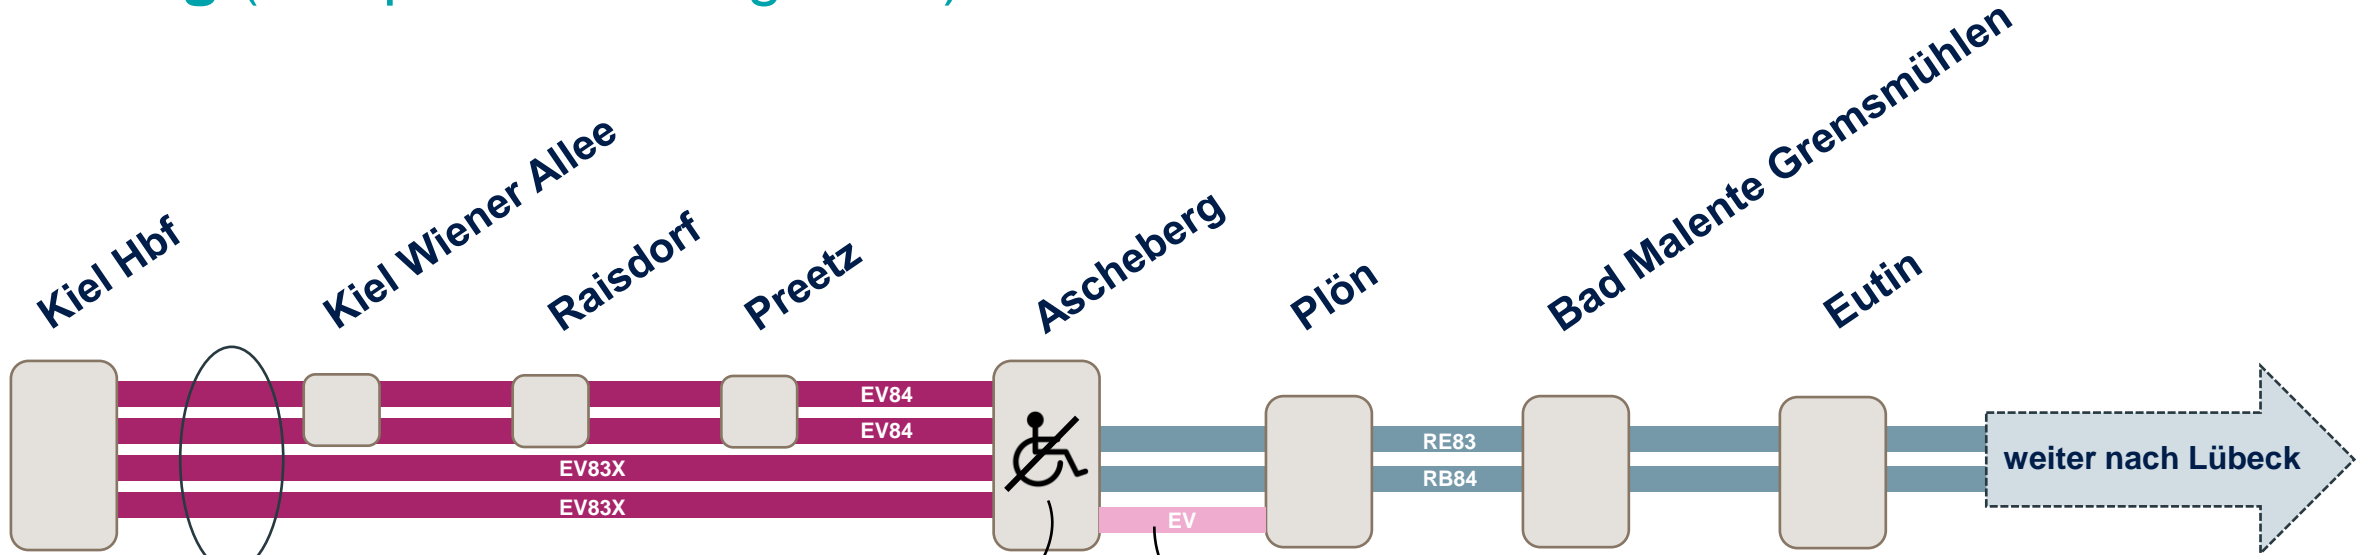 Kiel Hbf
Kiel Wiener Allee
Raisdorf
Preetz
Ascheberg
Plön
Bad Malente Gremsmühlen
Eutin
EV84
EV84
EV83X
EV83X
RE83
RB84
EV
weiter nach Lübeck